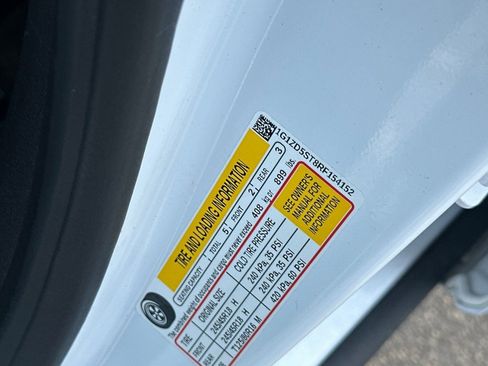 1G1ZD5ST8RF154152
TIRE AND LOADING INFORMATION
SEATING CAPACITY TOTAL 5 FRONT 2 REAR 3
The combined weight of occupants and cargo must never exceed 408 kg or 899 lbs.
TIRE ORIGINAL SIZE COLD TIRE PRESSURE
FRONT 245/45R18 H 240 kPa, 35 PSI
REAR 245/45R18 H 240 kPa, 35 PSI
T125/80R16 M 420 kPa, 60 PSI
SEE OWNER'S
MANUAL FOR
ADDITIONAL
INFORMATION